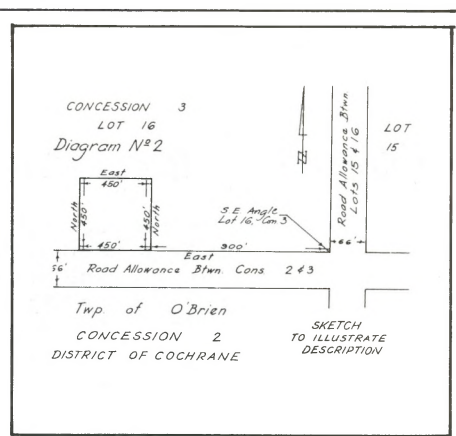 CONCESSION 3
LOT 16
Diagram Nº 2
East
450'
North
450'
450'
North
450'
S.E. Angle
Lot 16, Con 3
900'
East
66'
Road Allowance Btwn. Cons 2 & 3
Road Allowance Btwn.
Lots 15 & 16
66'
LOT
15
N
Twp. of O'Brien
CONCESSION 2
DISTRICT OF COCHRANE
SKETCH
TO ILLUSTRATE
DESCRIPTION